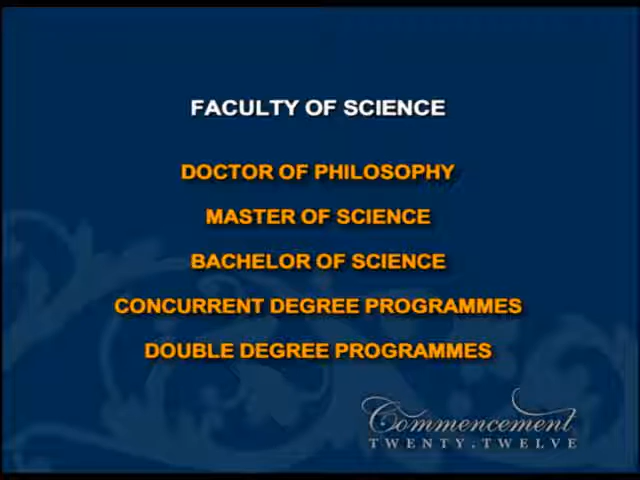 FACULTY OF SCIENCE
DOCTOR OF PHILOSOPHY
MASTER OF SCIENCE
BACHELOR OF SCIENCE
CONCURRENT DEGREE PROGRAMMES
DOUBLE DEGREE PROGRAMMES
Commencement
TWENTY.TWELVE